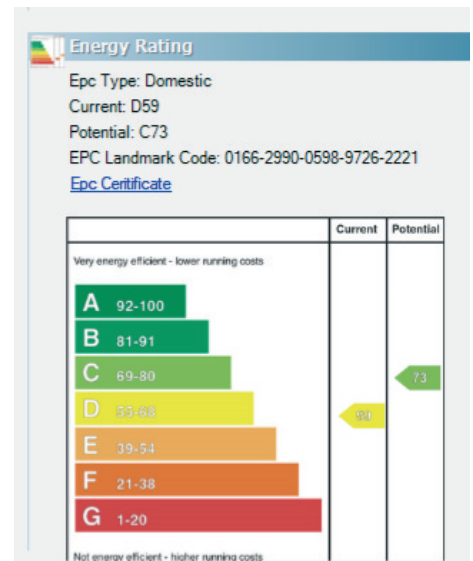 Energy Rating
Epc Type: Domestic
Current: D59
Potential: C73
EPC Landmark Code: 0166-2990-0598-9726-2221
Epc Ceritificate
Current Potential
Very energy efficient - lower running costs
A 92-100
B 81-91
C 69-80
73
D 55-68
E 39-54
F 21-38
G 1-20
Not energy efficient - higher running costs